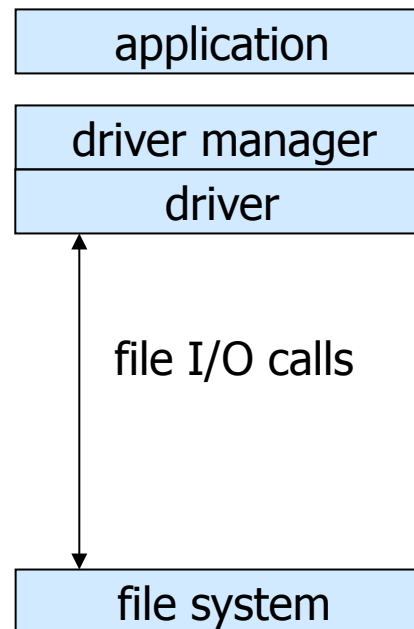 application
driver manager
driver
file I/O calls
file system